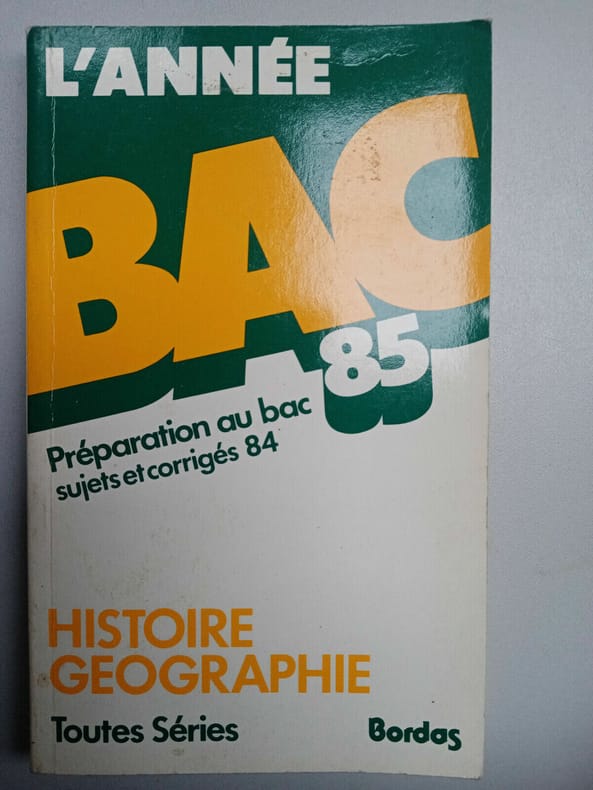 L'ANNÉE
BAC
85
Préparation au bac
sujets et corrigés 84
HISTOIRE
GEOGRAPHIE
Toutes Séries
Bordas